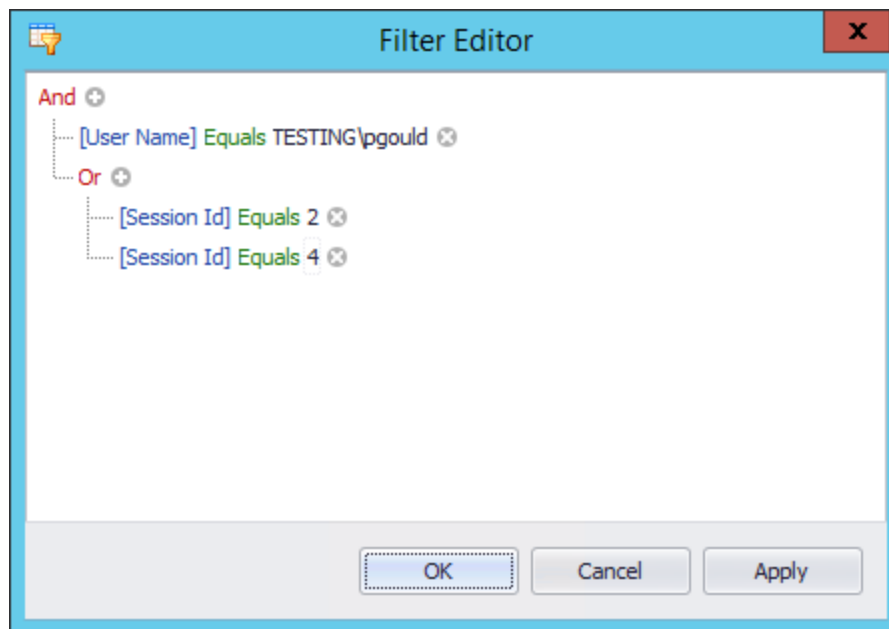 Filter Editor
x
And
[User Name] Equals TESTING\pgould
Or
[Session Id] Equals 2
[Session Id] Equals 4
OK Cancel Apply